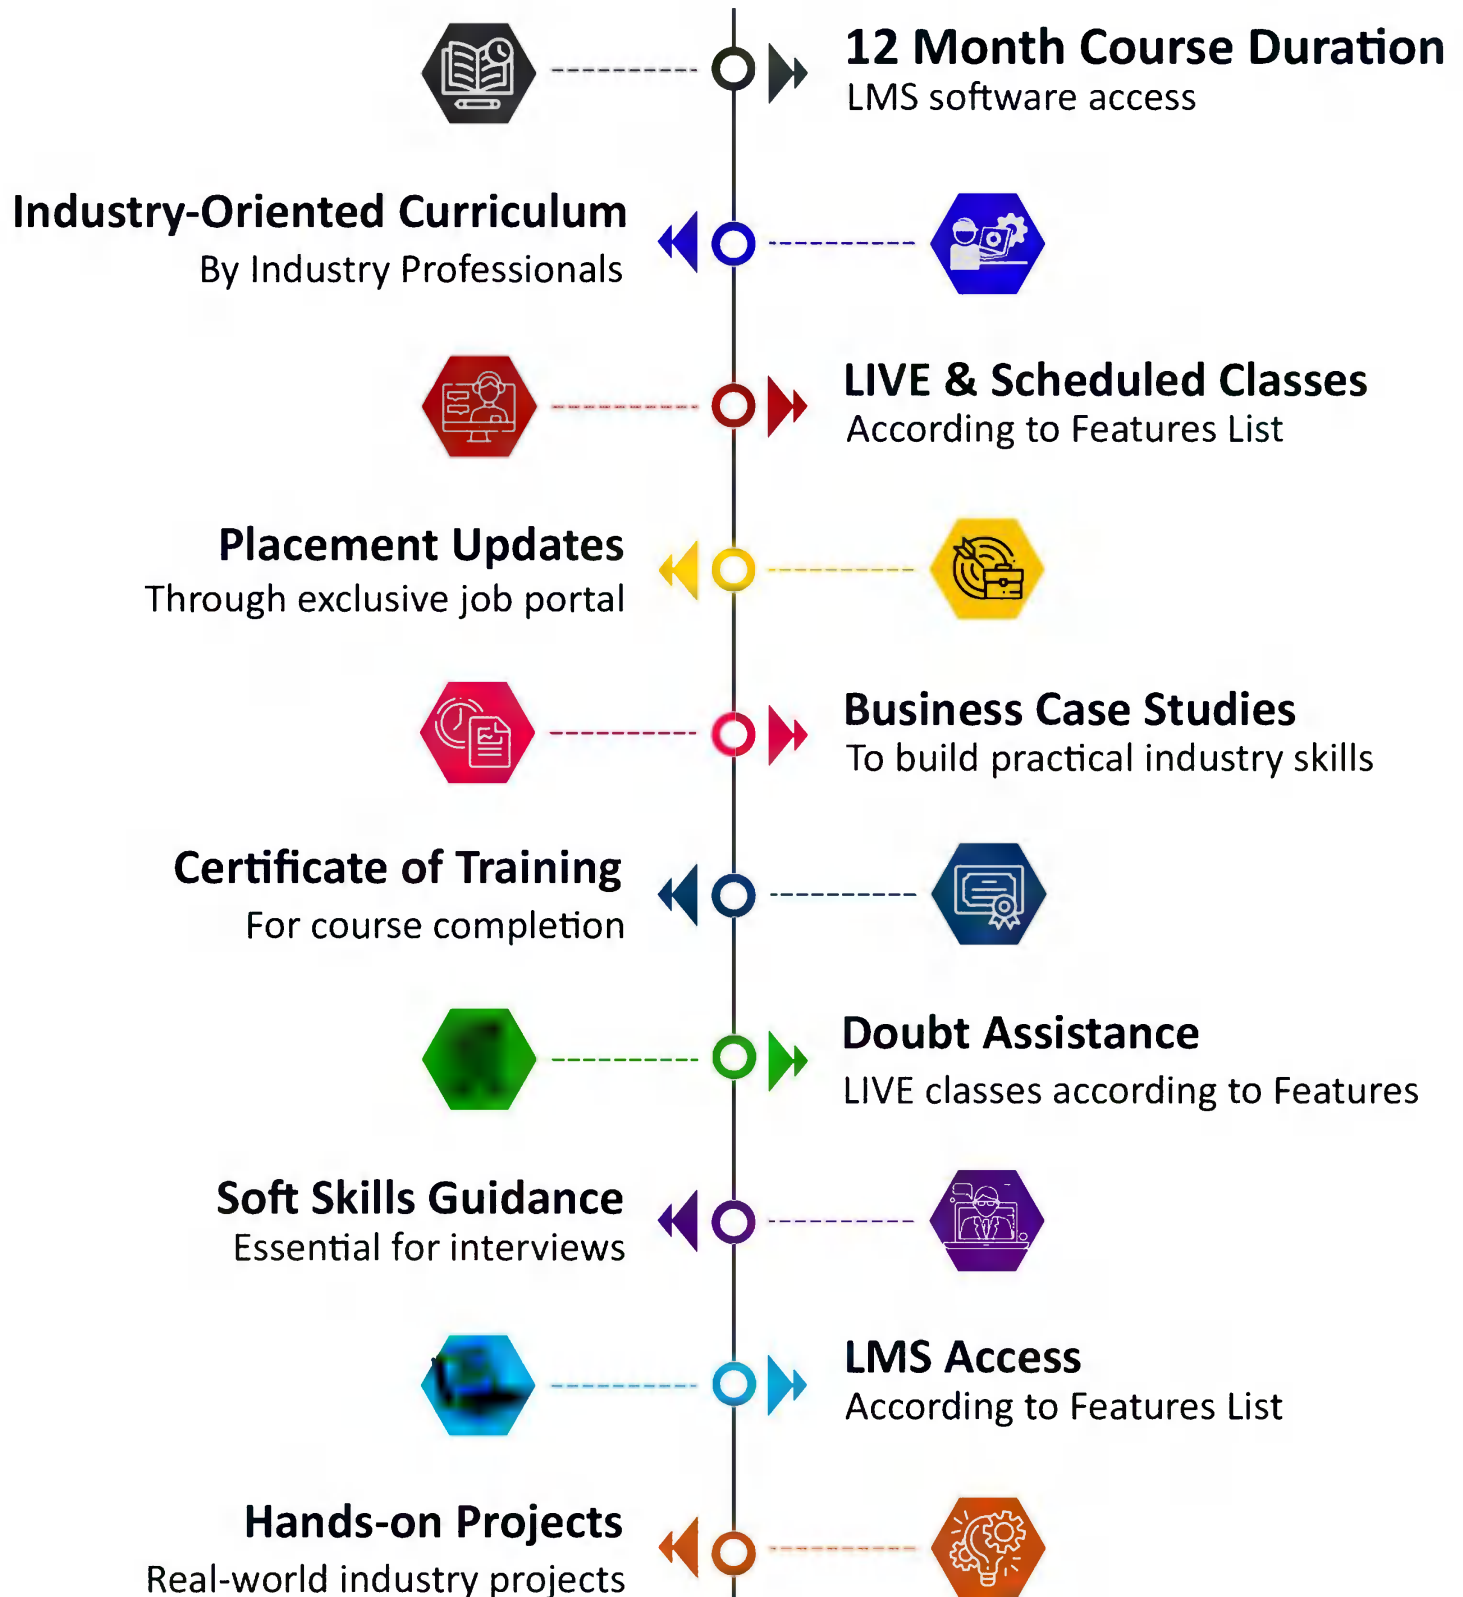 12 Month Course Duration
LMS software access
Industry-Oriented Curriculum
By Industry Professionals
LIVE & Scheduled Classes
According to Features List
Placement Updates
Through exclusive job portal
Business Case Studies
To build practical industry skills
Certificate of Training
For course completion
Doubt Assistance
LIVE classes according to Features
Soft Skills Guidance
Essential for interviews
LMS Access
According to Features List
Hands-on Projects
Real-world industry projects